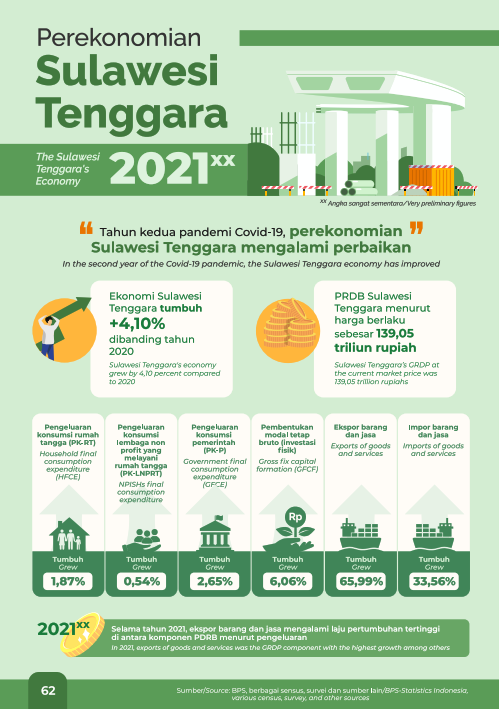 Perekonomian
Sulawesi
Tenggara
The Sulawesi
Tenggara's
Economy
2021xx
xx Angka sangat sementara/Very preliminary figures
“ Tahun kedua pandemi Covid-19, perekonomian ”
Sulawesi Tenggara mengalami perbaikan
In the second year of the Covid-19 pandemic, the Sulawesi Tenggara economy has improved
Ekonomi Sulawesi
Tenggara tumbuh
+4,10%
dibanding tahun
2020
Sulawesi Tenggara's economy
grew by 4,10 percent compared
to 2020
PRDB Sulawesi
Tenggara menurut
harga berlaku
sebesar 139,05
triliun rupiah
Sulawesi Tenggara's GRDP at
the current market price was
139,05 trillion rupiahs
Pengeluaran
konsumsi rumah
tangga (PK-RT)
Household final
consumption
expenditure
(HFCE)
Tumbuh
Grew
1,87%
Pengeluaran
konsumsi
lembaga non
profit yang
melayani
rumah tangga
(PK-LNPRT)
NPISHs final
consumption
expenditure
Tumbuh
Grew
0,54%
Pengeluaran
konsumsi
pemerintah
(PK-P)
Government final
consumption
expenditure
(GFCE)
Tumbuh
Grew
2,65%
Pembentukan
modal tetap
bruto (investasi
fisik)
Gross fix capital
formation (GFCF)
Rp
Tumbuh
Grew
6,06%
Ekspor barang
dan jasa
Exports of goods
and services
Tumbuh
Grew
65,99%
Impor barang
dan jasa
Imports of goods
and services
Tumbuh
Grew
33,56%
2021xx
Selama tahun 2021, ekspor barang dan jasa mengalami laju pertumbuhan tertinggi
di antara komponen PDRB menurut pengeluaran
In 2021, exports of goods and services was the GRDP component with the highest growth among others
62
Sumber/Source: BPS, berbagai sensus, survei dan sumber lain/BPS-Statistics Indonesia,
various census, survey, and other sources